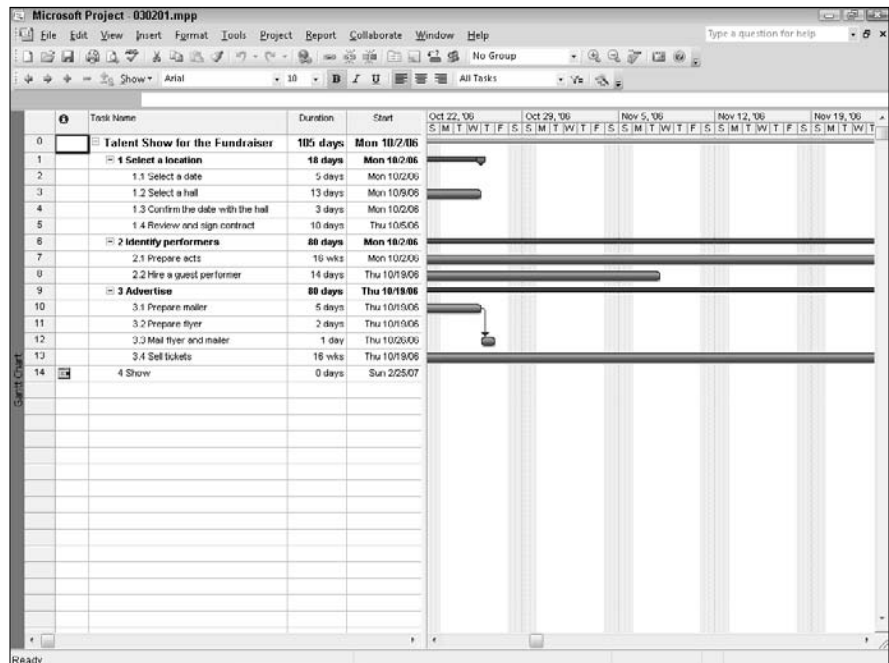 Microsoft Project - 030201.mpp
File Edit View Insert Format Tools Project Report Collaborate Window Help Type a question for help
No Group
Show Arial 10 B I U All Tasks
Task Name Duration Start Oct 22, '06 Oct 29, '06 Nov 5, '06 Nov 12, '06 Nov 19, '06
S M T W T F S S M T W T F S S M T W T F S S M T W T F S S M T W T
0 Talent Show for the Fundraiser 105 days Mon 10/2/06
1 1 Select a location 18 days Mon 10/2/06
2 1.1 Select a date 5 days Mon 10/2/06
3 1.2 Select a hall 13 days Mon 10/9/06
4 1.3 Confirm the date with the hall 3 days Mon 10/2/06
5 1.4 Review and sign contract 10 days Thu 10/5/06
6 2 Identify performers 80 days Mon 10/2/06
7 2.1 Prepare acts 16 wks Mon 10/2/06
8 2.2 Hire a guest performer 14 days Thu 10/19/06
9 3 Advertise 80 days Thu 10/19/06
10 3.1 Prepare mailer 5 days Thu 10/19/06
11 3.2 Prepare flyer 2 days Thu 10/19/06
12 3.3 Mail flyer and mailer 1 day Thu 10/26/06
13 3.4 Sell tickets 16 wks Thu 10/19/06
14 4 Show 0 days Sun 2/25/07
Gantt Chart
Ready